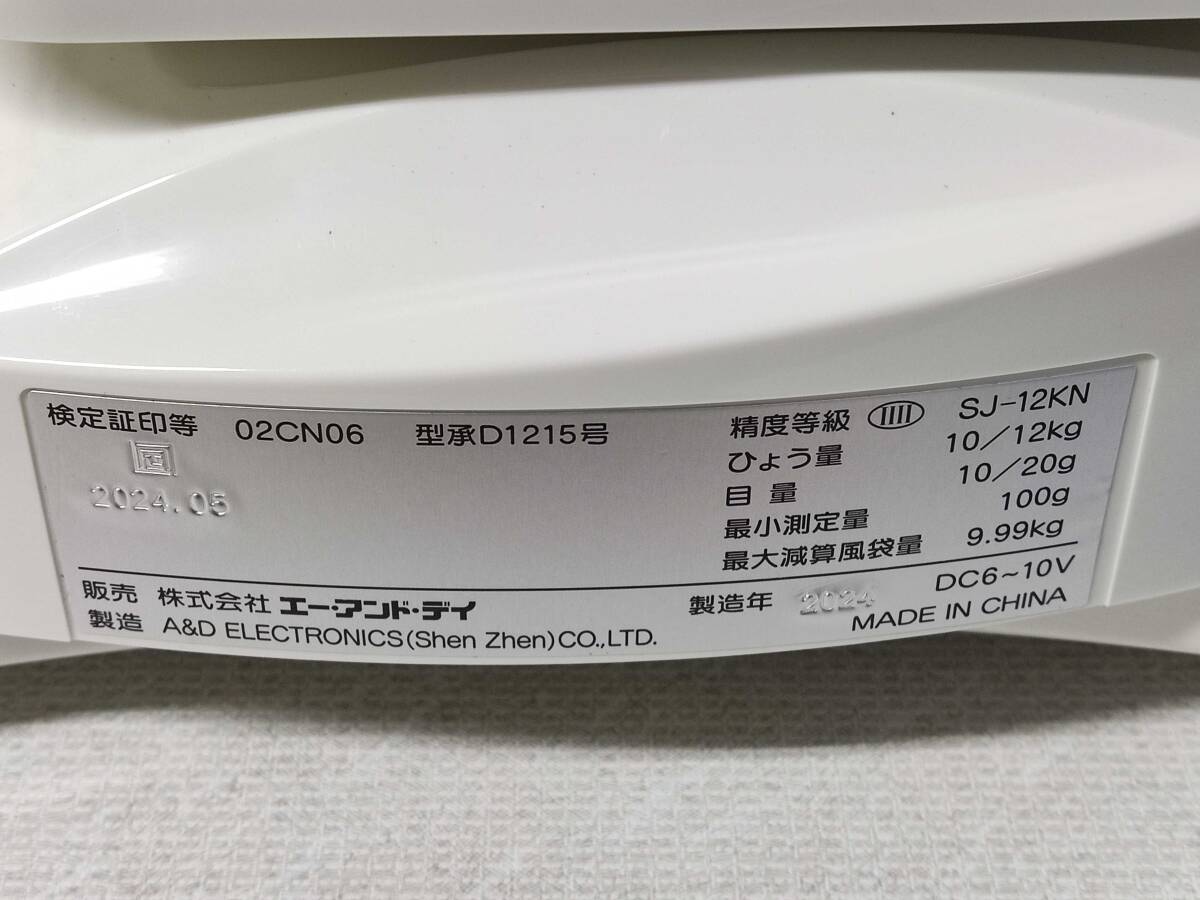 検定証印等 02CN06 型承D1215号
2024.05
精度等級 IIII SJ-12KN
ひょう量 10/12kg
目量 10/20g
最小測定量 100g
最大減算風袋量 9.99kg
販売 株式会社 エー・アンド・デイ
製造 A&D ELECTRONICS(Shen Zhen)CO.,LTD.
製造年 2024 DC6~10V
MADE IN CHINA